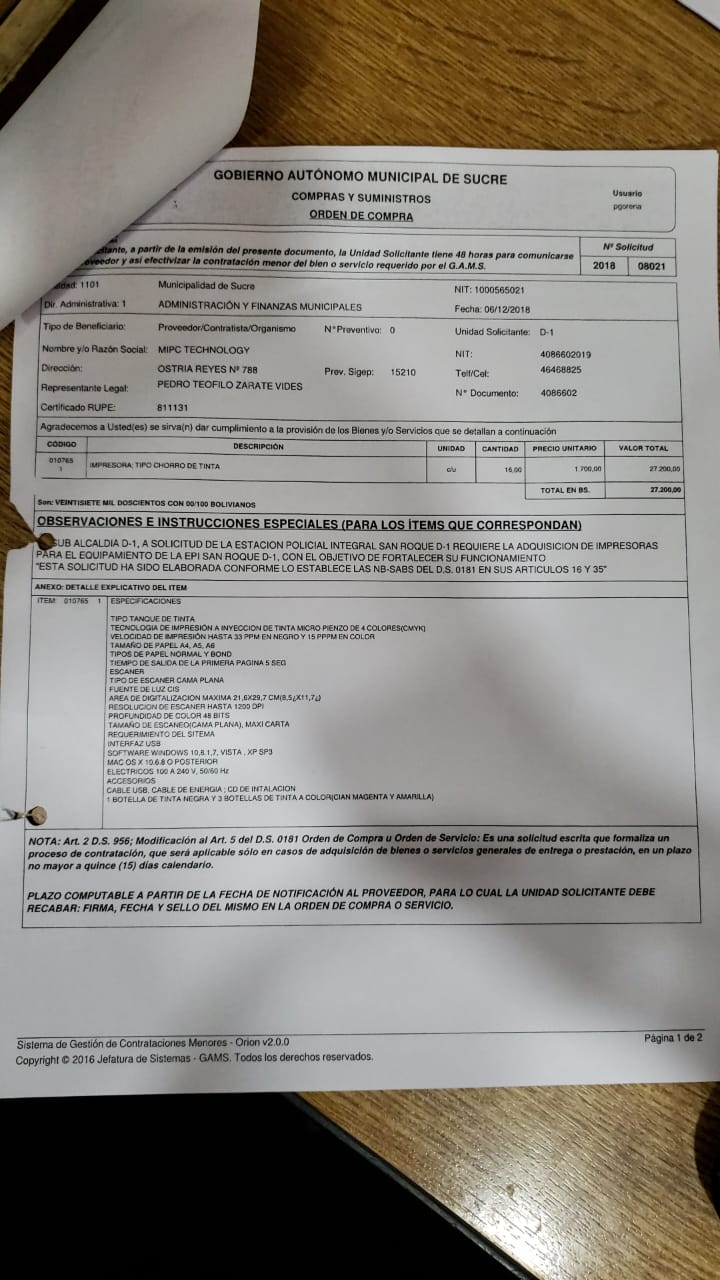 GOBIERNO AUTÓNOMO MUNICIPAL DE SUCRE
COMPRAS Y SUMINISTROS
ORDEN DE COMPRA
Usuario
pgorena
citante, a partir de la emisión del presente documento, la Unidad Solicitante tiene 48 horas para comunicarse
veedor y así efectivizar la contratación menor del bien o servicio requerido por el G.A.M.S.
Nº Solicitud
2018 08021
idad: 1101 Municipalidad de Sucre NIT: 1000565021
Dir. Administrativa: 1 ADMINISTRACIÓN Y FINANZAS MUNICIPALES Fecha: 06/12/2018
Tipo de Beneficiario: Proveedor/Contratista/Organismo NºPreventivo: 0 Unidad Solicitante: D-1
Nombre y/o Razón Social: MIPC TECHNOLOGY NIT: 4086602019
Dirección: OSTRIA REYES Nº 788 Prev. Sigep: 15210 Telf/Cel: 46468825
Representante Legal: PEDRO TEOFILO ZARATE VIDES N° Documento: 4086602
Certificado RUPE: 811131
Agradecemos a Usted(es) se sirva(n) dar cumplimiento a la provisión de los Bienes y/o Servicios que se detallan a continuación
CÓDIGO DESCRIPCIÓN UNIDAD CANTIDAD PRECIO UNITARIO VALOR TOTAL
010765 1 IMPRESORA; TIPO CHORRO DE TINTA c/u 16,00 1.700,00 27.200,00
TOTAL EN BS. 27.200,00
Son: VEINTISIETE MIL DOSCIENTOS CON 00/100 BOLIVIANOS
OBSERVACIONES E INSTRUCCIONES ESPECIALES (PARA LOS ÍTEMS QUE CORRESPONDAN)
SUB ALCALDIA D-1, A SOLICITUD DE LA ESTACION POLICIAL INTEGRAL SAN ROQUE D-1 REQUIERE LA ADQUISICION DE IMPRESORAS
PARA EL EQUIPAMIENTO DE LA EPI SAN ROQUE D-1, CON EL OBJETIVO DE FORTALECER SU FUNCIONAMIENTO
"ESTA SOLICITUD HA SIDO ELABORADA CONFORME LO ESTABLECE LAS NB-SABS DEL D.S. 0181 EN SUS ARTICULOS 16 Y 35"
ANEXO: DETALLE EXPLICATIVO DEL ITEM
ITEM: 010765 1 ESPECIFICACIONES
TIPO TANQUE DE TINTA
TECNOLOGIA DE IMPRESIÓN A INYECCION DE TINTA MICRO PIENZO DE 4 COLORES(CMYK)
VELOCIDAD DE IMPRESIÓN HASTA 33 PPM EN NEGRO Y 15 PPPM EN COLOR
TAMAÑO DE PAPEL A4, A5, A6
TIPOS DE PAPEL NORMAL Y BOND
TIEMPO DE SALIDA DE LA PRIMERA PAGINA 5 SEG
ESCANER
TIPO DE ESCANER CAMA PLANA
FUENTE DE LUZ CIS
AREA DE DIGITALIZACION MAXIMA 21,6X29,7 CM(8,5¿X11,7¿)
RESOLUCION DE ESCANER HASTA 1200 DPI
PROFUNDIDAD DE COLOR 48 BITS
TAMAÑO DE ESCANEO(CAMA PLANA), MAXI CARTA
REQUERIMIENTO DEL SITEMA
INTERFAZ USB
SOFTWARE WINDOWS 10,8.1,7, VISTA , XP SP3
MAC OS X 10.6.8 O POSTERIOR
ELECTRICOS 100 A 240 V, 50/60 Hz
ACCESORIOS
CABLE USB, CABLE DE ENERGIA ; CD DE INTALACION
1 BOTELLA DE TINTA NEGRA Y 3 BOTELLAS DE TINTA A COLOR(CIAN MAGENTA Y AMARILLA)
NOTA: Art. 2 D.S. 956; Modificación al Art. 5 del D.S. 0181 Orden de Compra u Orden de Servicio: Es una solicitud escrita que formaliza un
proceso de contratación, que será aplicable sólo en casos de adquisición de bienes o servicios generales de entrega o prestación, en un plazo
no mayor a quince (15) días calendario.
PLAZO COMPUTABLE A PARTIR DE LA FECHA DE NOTIFICACIÓN AL PROVEEDOR, PARA LO CUAL LA UNIDAD SOLICITANTE DEBE
RECABAR: FIRMA, FECHA Y SELLO DEL MISMO EN LA ORDEN DE COMPRA O SERVICIO.
Sistema de Gestión de Contrataciones Menores - Orion v2.0.0 Página 1 de 2
Copyright © 2016 Jefatura de Sistemas - GAMS. Todos los derechos reservados.